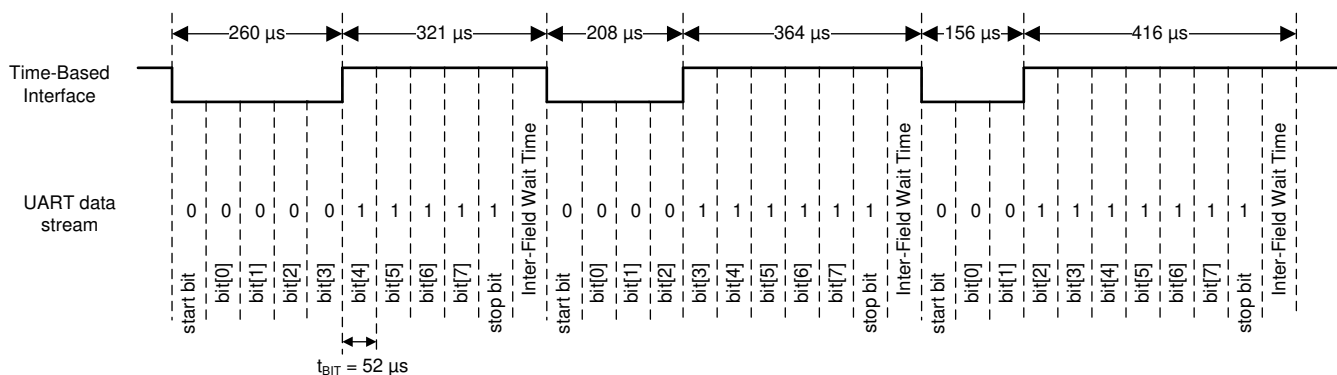 260 µs 321 µs 208 µs 364 µs 156 µs 416 µs
Time-Based
Interface
UART data
stream
0 0 0 0 0 1 1 1 1 1 Inter-Field Wait Time 0 0 0 0 1 1 1 1 1 1 Inter-Field Wait Time 0 0 0 1 1 1 1 1 1 1 Inter-Field Wait Time
start bit bit[0] bit[1] bit[2] bit[3] bit[4] bit[5] bit[6] bit[7] stop bit start bit bit[0] bit[1] bit[2] bit[3] bit[4] bit[5] bit[6] bit[7] stop bit start bit bit[0] bit[1] bit[2] bit[3] bit[4] bit[5] bit[6] bit[7] stop bit
tBIT = 52 µs